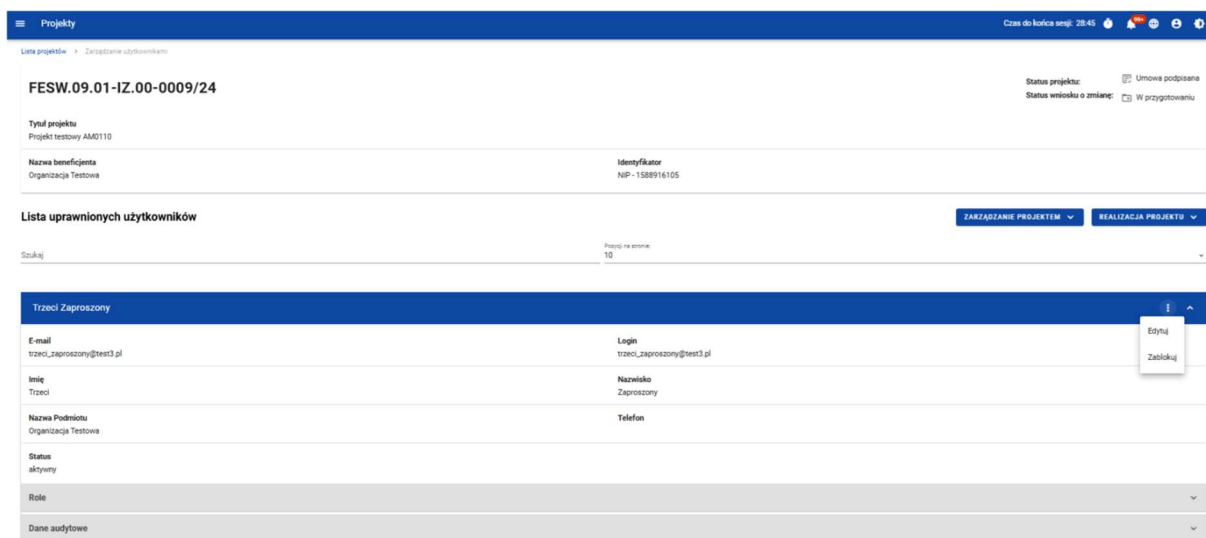 Projekty
Czas do końca sesji: 28:45
99+
Lista projektów > Zarządzanie użytkownikami
FESW.09.01-IZ.00-0009/24
Status projektu: Umowa podpisana
Status wniosku o zmianę: W przygotowaniu
Tytuł projektu
Projekt testowy AM0110
Nazwa beneficjenta
Organizacja Testowa
Identyfikator
NIP - 1588916105
Lista uprawnionych użytkowników
ZARZĄDZANIE PROJEKTEM
REALIZACJA PROJEKTU
Szukaj
Pozycji na stronie
10
Trzeci Zaproszony
Edytuj
Zablokuj
E-mail
trzeci_zaproszony@test3.pl
Login
trzeci_zaproszony@test3.pl
Imię
Trzeci
Nazwisko
Zaproszony
Nazwa Podmiotu
Organizacja Testowa
Telefon
Status
aktywny
Role
Dane audytowe